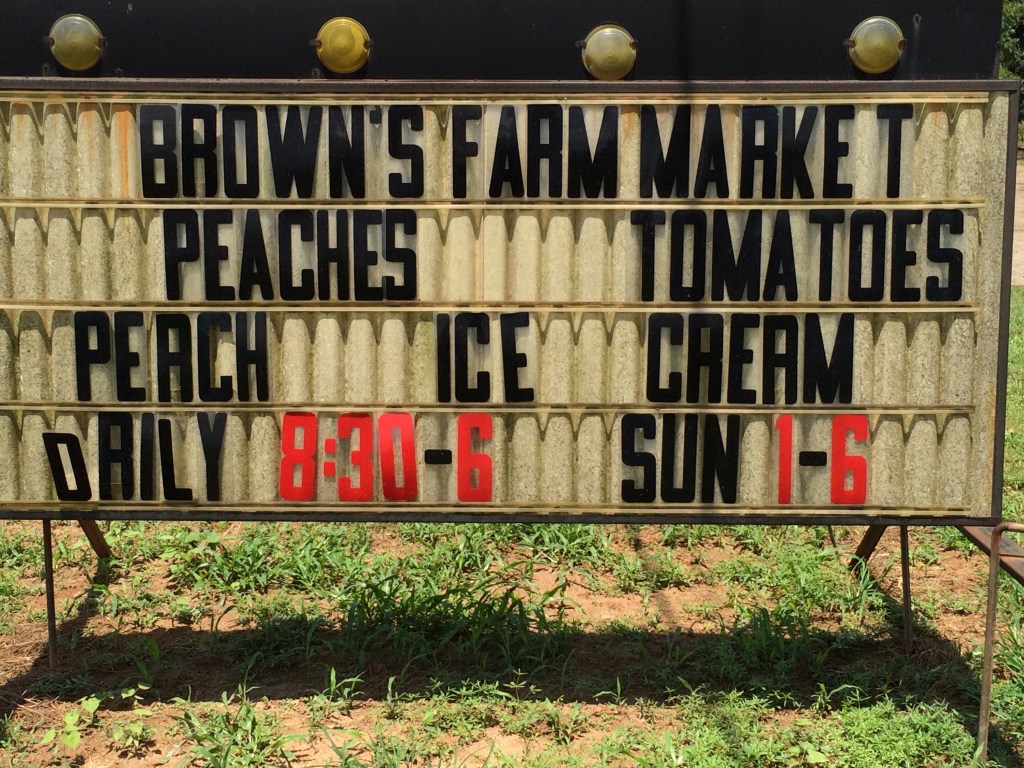 BROWN'S FARM MARKET
PEACHES TOMATOES
PEACH ICE CREAM
DAILY 8:30-6 SUN 1-6